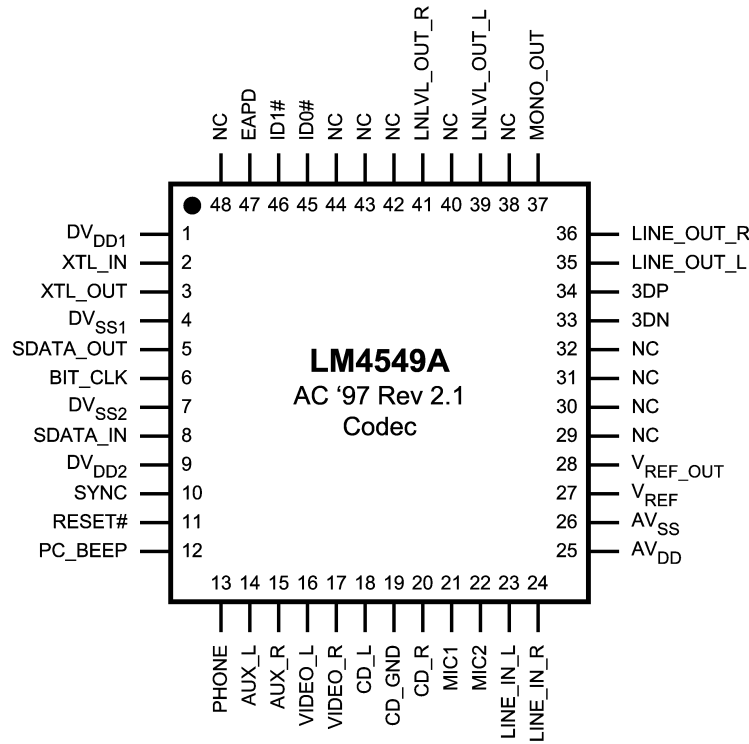 NC
EAPD
ID1#
ID0#
NC
NC
NC
LNLVL_OUT_R
NC
LNLVL_OUT_L
NC
MONO_OUT
48 47 46 45 44 43 42 41 40 39 38 37
DVDD1 1
XTL_IN 2
XTL_OUT 3
DVSS1 4
SDATA_OUT 5
BIT_CLK 6
DVSS2 7
SDATA_IN 8
DVDD2 9
SYNC 10
RESET# 11
PC_BEEP 12
LM4549A
AC ‘97 Rev 2.1
Codec
36 LINE_OUT_R
35 LINE_OUT_L
34 3DP
33 3DN
32 NC
31 NC
30 NC
29 NC
28 VREF_OUT
27 VREF
26 AVSS
25 AVDD
13 14 15 16 17 18 19 20 21 22 23 24
PHONE
AUX_L
AUX_R
VIDEO_L
VIDEO_R
CD_L
CD_GND
CD_R
MIC1
MIC2
LINE_IN_L
LINE_IN_R